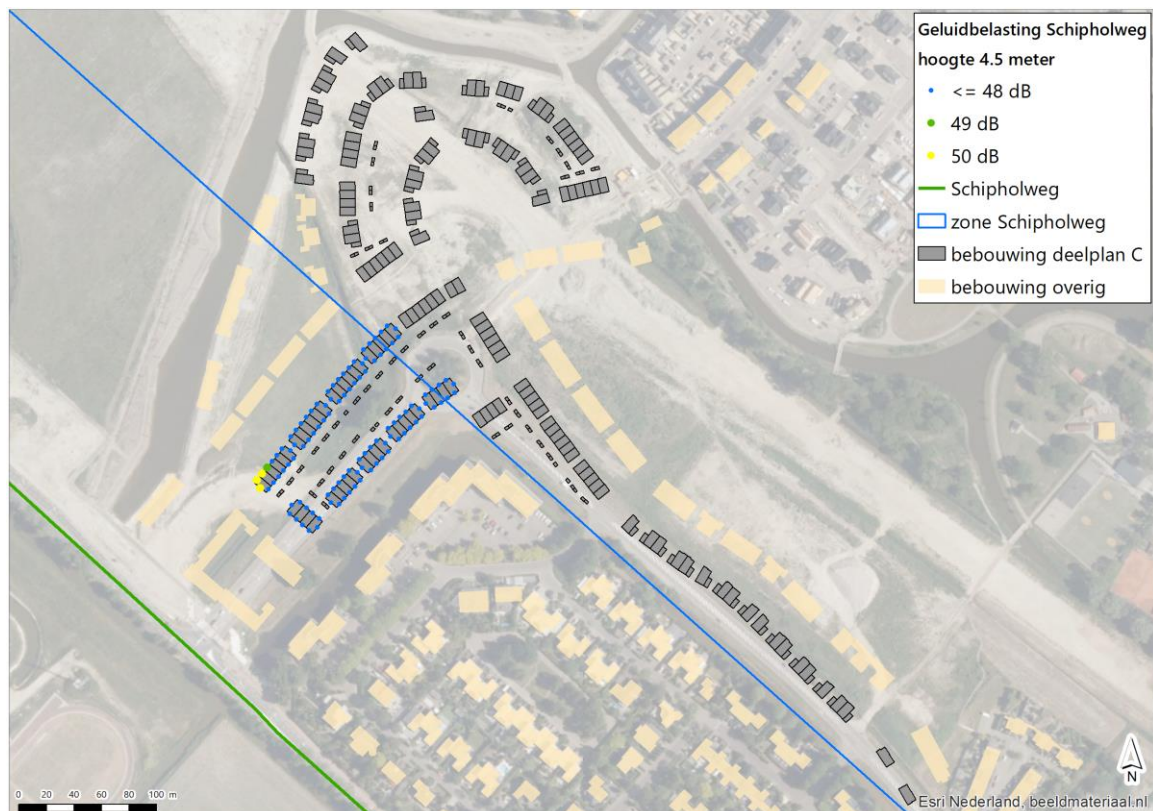 Geluidbelasting Schipholweg
hoogte 4.5 meter
<= 48 dB
49 dB
50 dB
Schipholweg
zone Schipholweg
bebouwing deelplan C
bebouwing overig
N
0 20 40 60 80 100 m
Esri Nederland, beeldmateriaal.nl